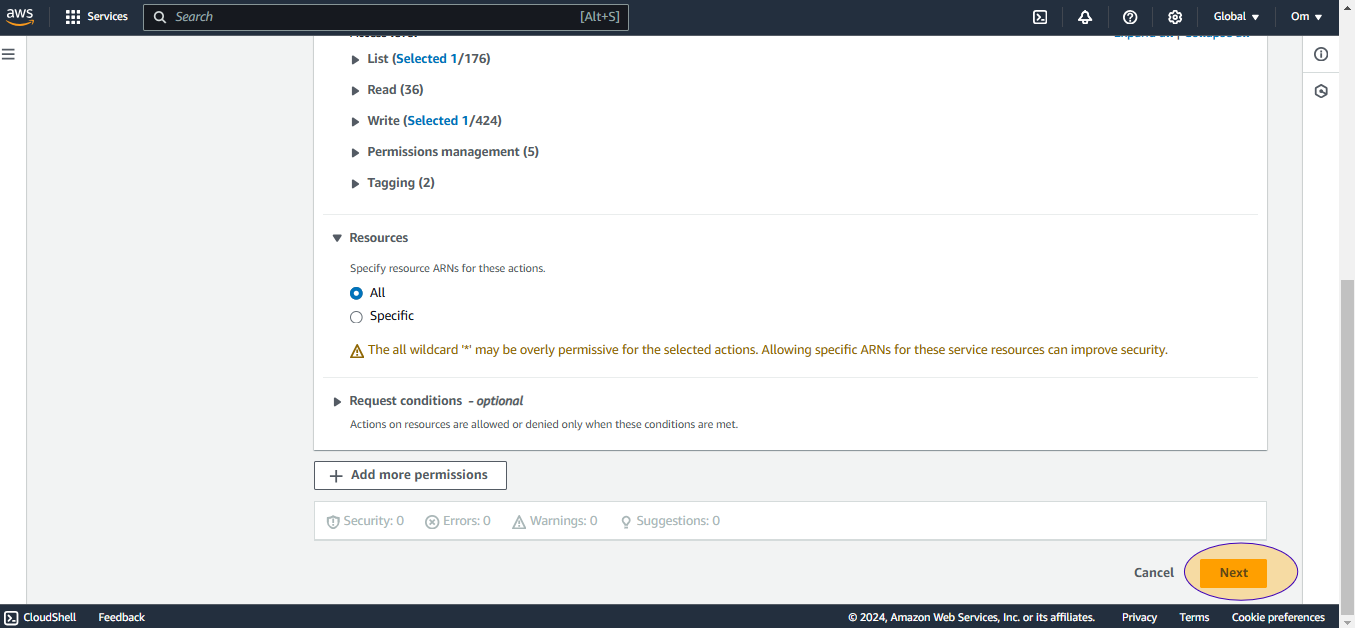 aws
Services
Search
[Alt+S]
Global
Om
List (Selected 1/176)
Read (36)
Write (Selected 1/424)
Permissions management (5)
Tagging (2)
Resources
Specify resource ARNs for these actions.
All
Specific
The all wildcard '*' may be overly permissive for the selected actions. Allowing specific ARNs for these service resources can improve security.
Request conditions - optional
Actions on resources are allowed or denied only when these conditions are met.
Add more permissions
Security: 0
Errors: 0
Warnings: 0
Suggestions: 0
Cancel
Next
CloudShell
Feedback
© 2024, Amazon Web Services, Inc. or its affiliates.
Privacy
Terms
Cookie preferences